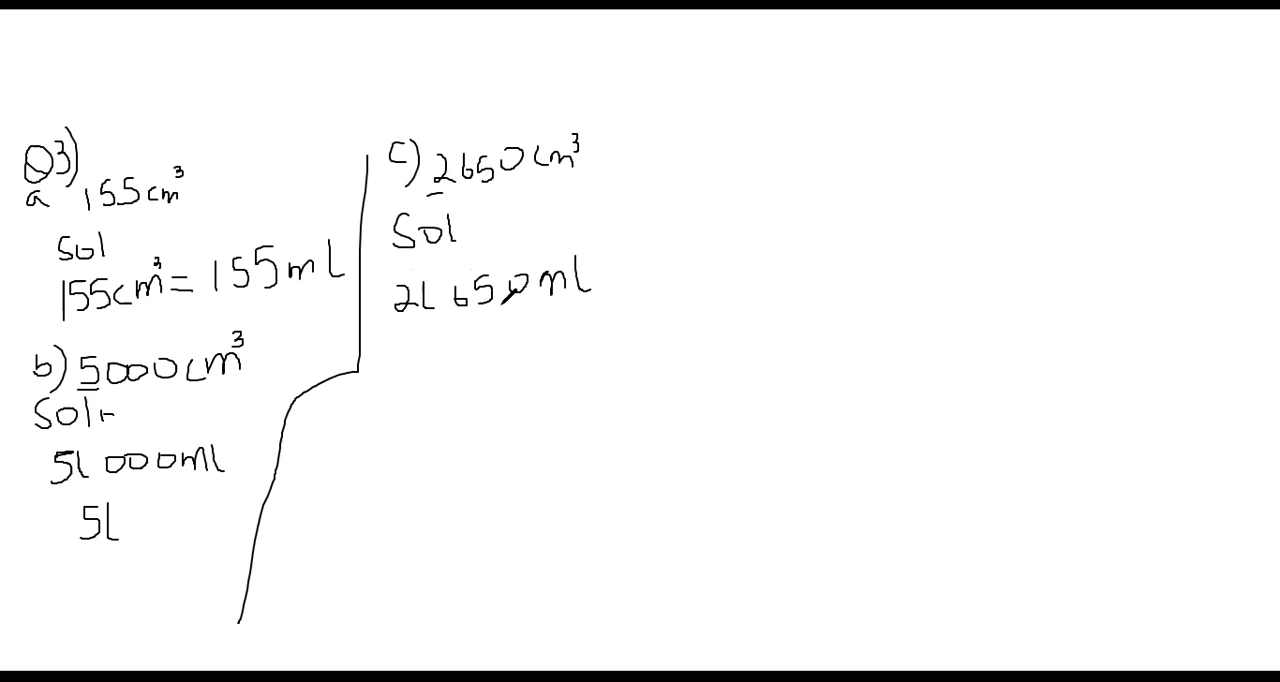 Q3)
a 155cm³
Sol
155cm³ = 155ml
b) 5000cm³
Sol
5l 000ml
5l
c) 2650cm³
Sol
2l 650ml